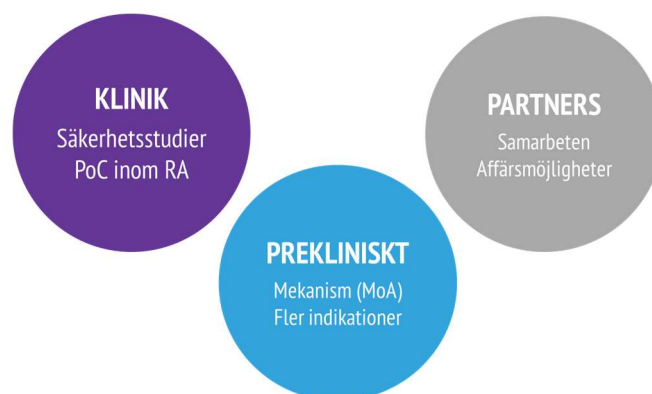 KLINIK
Säkerhetsstudier
PoC inom RA
PREKLINISKT
Mekanism (MoA)
Fler indikationer
PARTNERS
Samarbeten
Affärsmöjligheter